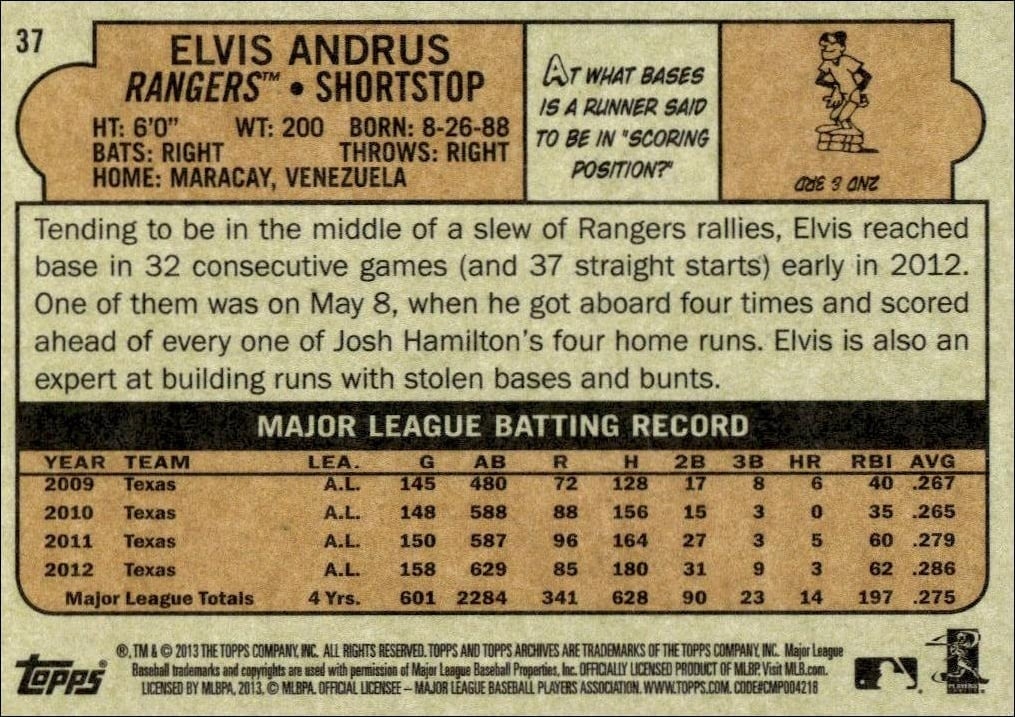 37
ELVIS ANDRUS
RANGERS™ • SHORTSTOP
HT: 6'0" WT: 200 BORN: 8-26-88
BATS: RIGHT THROWS: RIGHT
HOME: MARACAY, VENEZUELA
AT WHAT BASES
IS A RUNNER SAID
TO BE IN "SCORING
POSITION?"
2ND & 3RD
Tending to be in the middle of a slew of Rangers rallies, Elvis reached
base in 32 consecutive games (and 37 straight starts) early in 2012.
One of them was on May 8, when he got aboard four times and scored
ahead of every one of Josh Hamilton's four home runs. Elvis is also an
expert at building runs with stolen bases and bunts.
MAJOR LEAGUE BATTING RECORD
YEAR TEAM LEA. G AB R H 2B 3B HR RBI AVG
2009 Texas A.L. 145 480 72 128 17 8 6 40 .267
2010 Texas A.L. 148 588 88 156 15 3 0 35 .265
2011 Texas A.L. 150 587 96 164 27 3 5 60 .279
2012 Texas A.L. 158 629 85 180 31 9 3 62 .286
Major League Totals 4 Yrs. 601 2284 341 628 90 23 14 197 .275
Topps®
®, TM & © 2013 THE TOPPS COMPANY, INC. ALL RIGHTS RESERVED. TOPPS AND TOPPS ARCHIVES ARE TRADEMARKS OF THE TOPPS COMPANY, INC. Major League
Baseball trademarks and copyrights are used with permission of Major League Baseball Properties, Inc. OFFICIALLY LICENSED PRODUCT OF MLBP. Visit MLB.com.
LICENSED BY MLBPA, 2013. © MLBPA. OFFICIAL LICENSEE – MAJOR LEAGUE BASEBALL PLAYERS ASSOCIATION. WWW.TOPPS.COM. CODE#CMP004218